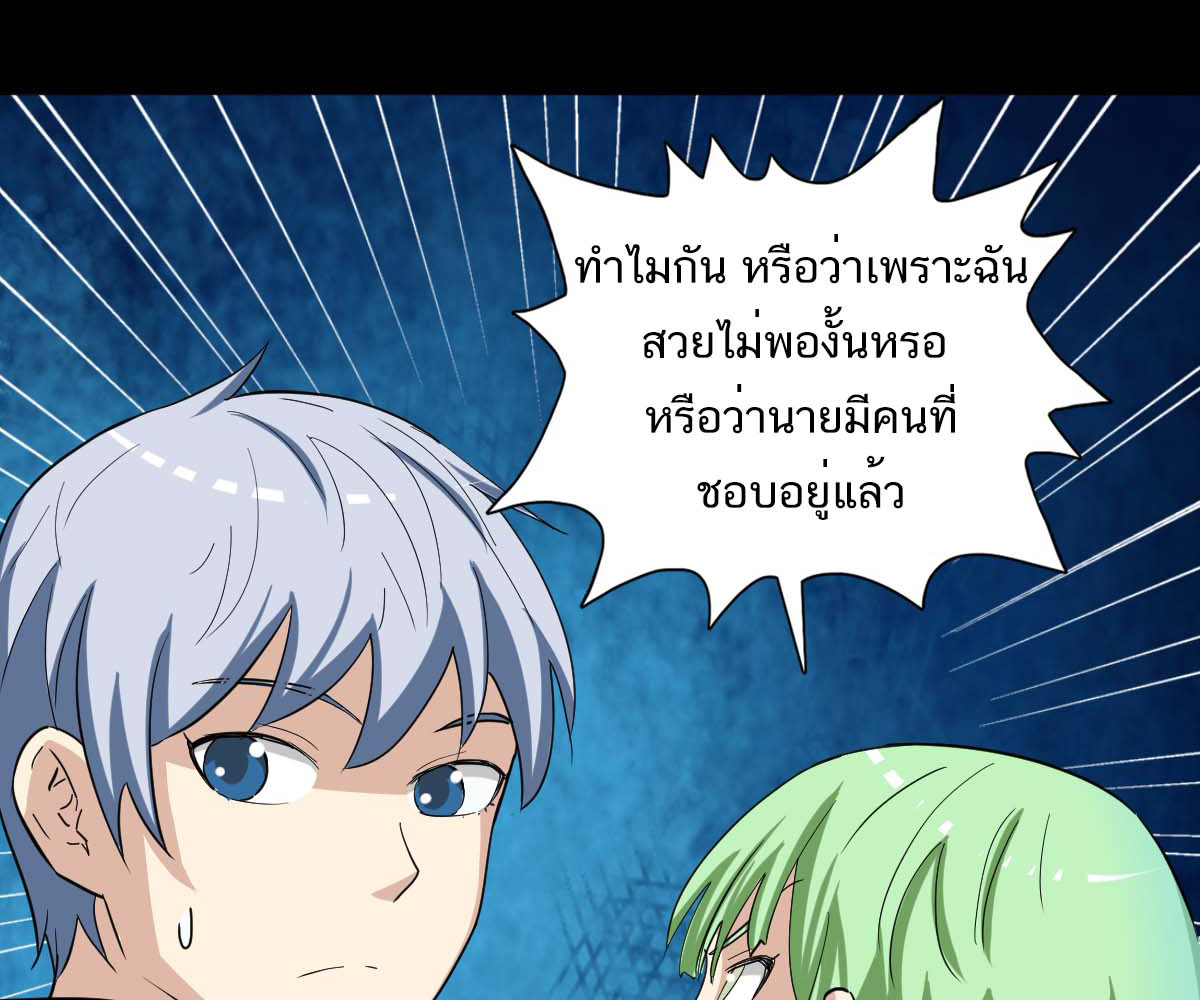 ทำไมกัน หรือว่าเพราะฉัน
สวยไม่พองั้นหรอ
หรือว่านายมีคนที่
ชอบอยู่แล้ว